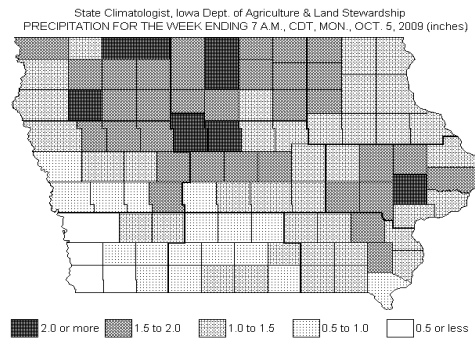 State Climatologist, Iowa Dept. of Agriculture & Land Stewardship
PRECIPITATION FOR THE WEEK ENDING 7 A.M., CDT, MON., OCT. 5, 2009 (inches)
2.0 or more 1.5 to 2.0 1.0 to 1.5 0.5 to 1.0 0.5 or less